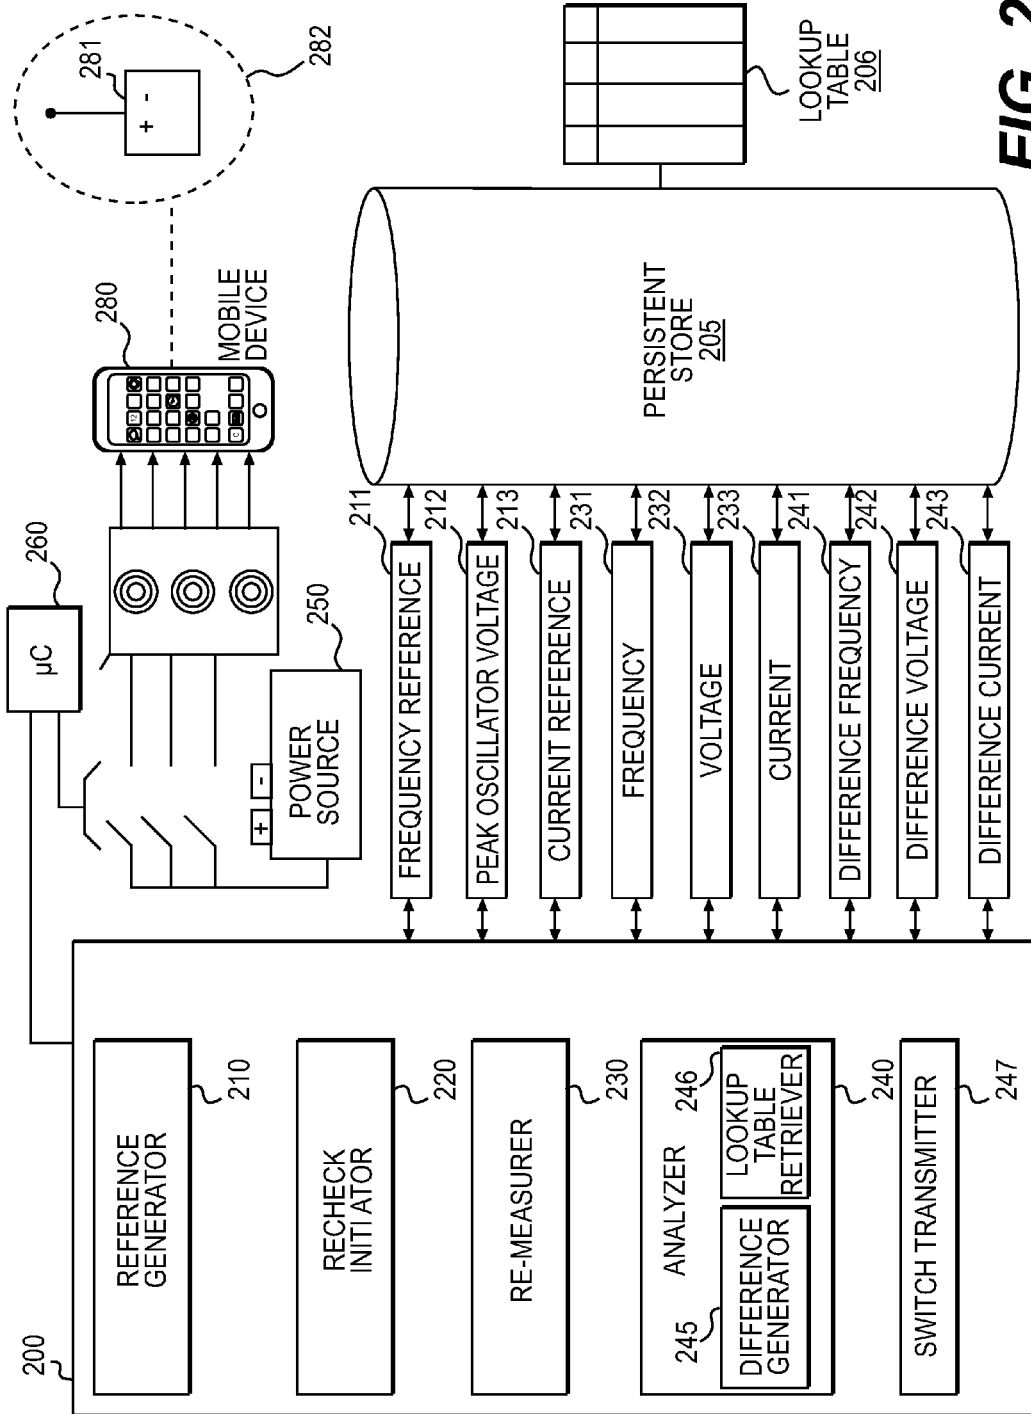 200
REFERENCE
GENERATOR
210
RECHECK
INITIATOR
220
RE-MEASURER
230
ANALYZER
245
DIFFERENCE
GENERATOR
246
LOOKUP
TABLE
RETRIEVER
240
SWITCH TRANSMITTER
247
260
µC
+
-
POWER
SOURCE
250
280
MOBILE
DEVICE
+
-
281
282
211
FREQUENCY REFERENCE
212
PEAK OSCILLATOR VOLTAGE
213
CURRENT REFERENCE
231
FREQUENCY
232
VOLTAGE
233
CURRENT
241
DIFFERENCE FREQUENCY
242
DIFFERENCE VOLTAGE
243
DIFFERENCE CURRENT
PERSISTENT
STORE
205
LOOKUP
TABLE
206
FIG. 2